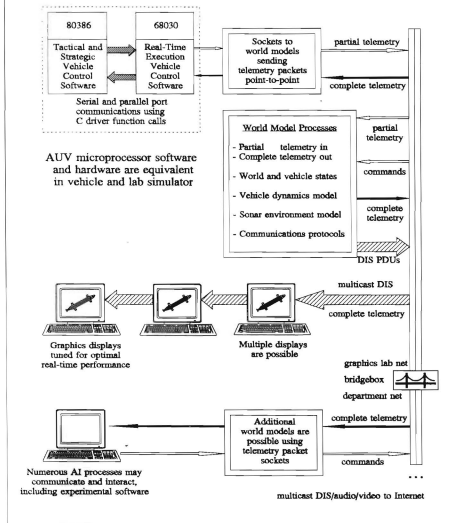 80386
68030
Tactical and
Strategic
Vehicle
Control
Software
Real-Time
Execution
Vehicle
Control
Software
Serial and parallel port
communications using
C driver function calls
Sockets to
world models
sending
telemetry packets
point-to-point
partial telemetry
complete telemetry
AUV microprocessor software
and hardware are equivalent
in vehicle and lab simulator
World Model Processes
- Partial telemetry in
- Complete telemetry out
- World and vehicle states
- Vehicle dynamics model
- Sonar environment model
- Communications protocols
partial
telemetry
commands
complete
telemetry
DIS PDUs
multicast DIS
complete telemetry
Graphics displays
tuned for optimal
real-time performance
Multiple displays
are possible
graphics lab net
bridgebox
department net
Additional
world models are
possible using
telemetry packet
sockets
complete telemetry
commands
Numerous AI processes may
communicate and interact,
including experimental software
...
multicast DIS/audio/video to Internet